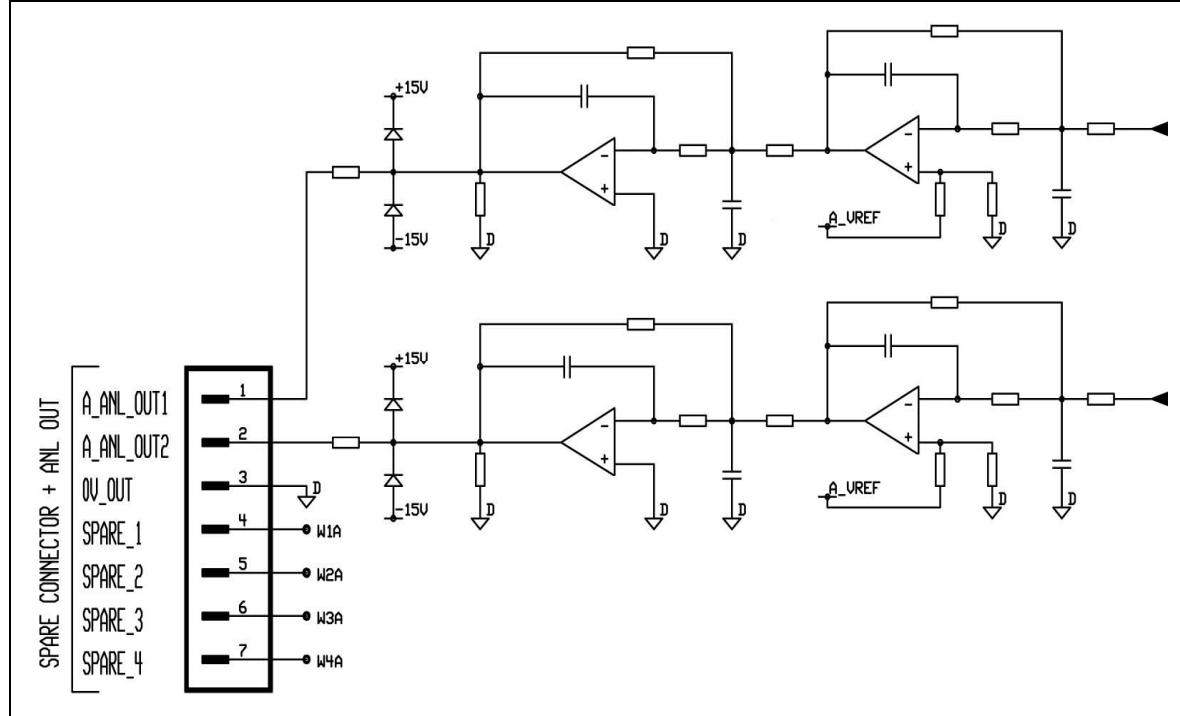 +15V
-
+
-15V
D
D
D
-
+
A_VREF
D
D
+15V
-
+
-15V
D
D
D
-
+
A_VREF
D
D
SPARE CONNECTOR + ANL OUT
A_ANL_OUT1 1
A_ANL_OUT2 2
0V_OUT 3 D
SPARE_1 4 W1A
SPARE_2 5 W2A
SPARE_3 6 W3A
SPARE_4 7 W4A